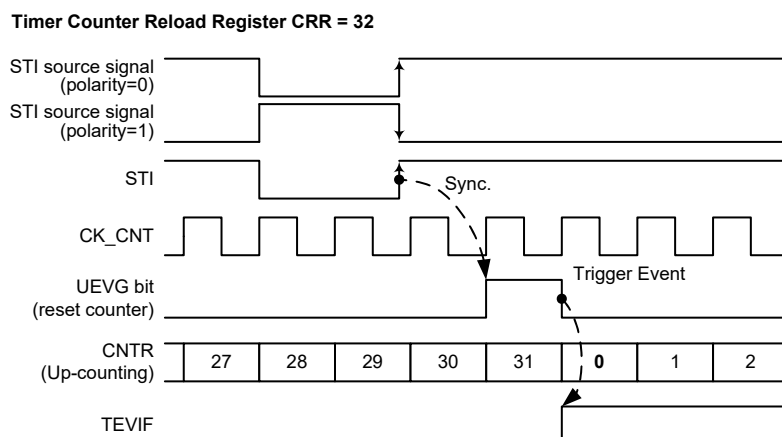 Timer Counter Reload Register CRR = 32
STI source signal
(polarity=0)
STI source signal
(polarity=1)
STI
Sync.
CK_CNT
Trigger Event
UEVG bit
(reset counter)
CNTR
(Up-counting)
27 28 29 30 31 0 1 2
TEVIF